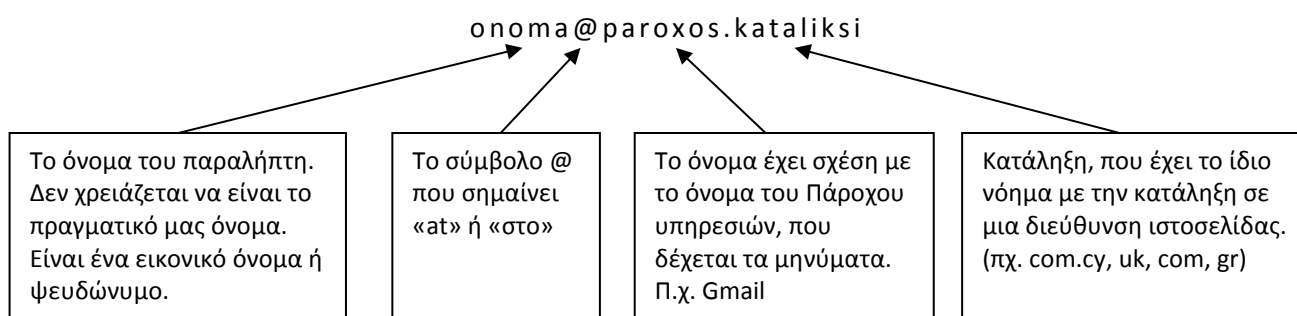 onoma@paroxos.kataliksi
Το όνομα του παραλήπτη.
Δεν χρειάζεται να είναι το
πραγματικό μας όνομα.
Είναι ένα εικονικό όνομα ή
ψευδώνυμο.
Το σύμβολο @
που σημαίνει
«at» ή «στο»
Το όνομα έχει σχέση με
το όνομα του Πάροχου
υπηρεσιών, που
δέχεται τα μηνύματα.
Π.χ. Gmail
Κατάληξη, που έχει το ίδιο
νόημα με την κατάληξη σε
μια διεύθυνση ιστοσελίδας.
(πχ. com.cy, uk, com, gr)